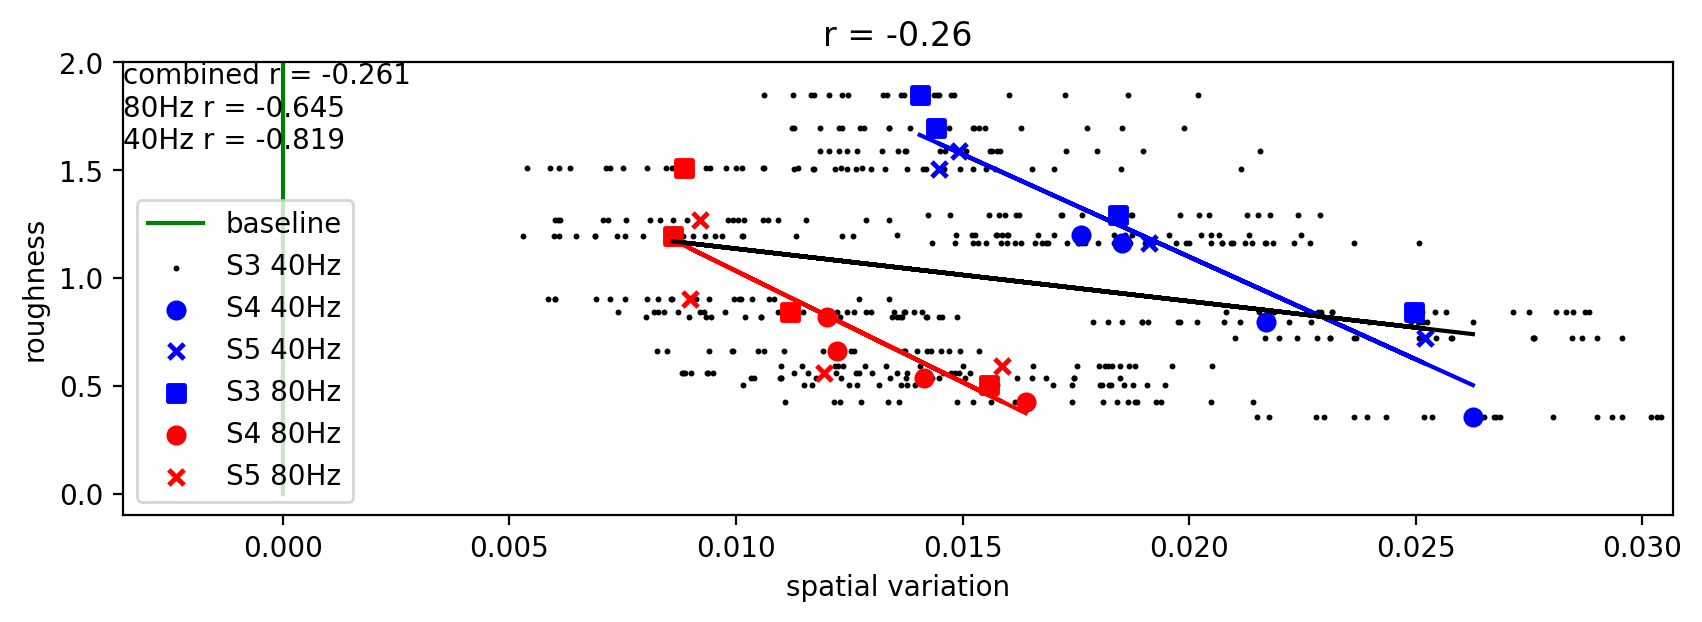 r = -0.26
combined r = -0.261
80Hz r = -0.645
40Hz r = -0.819
baseline
S3 40Hz
S4 40Hz
S5 40Hz
S3 80Hz
S4 80Hz
S5 80Hz
roughness
2.0
1.5
1.0
0.5
0.0
0.000 0.005 0.010 0.015 0.020 0.025 0.030
spatial variation